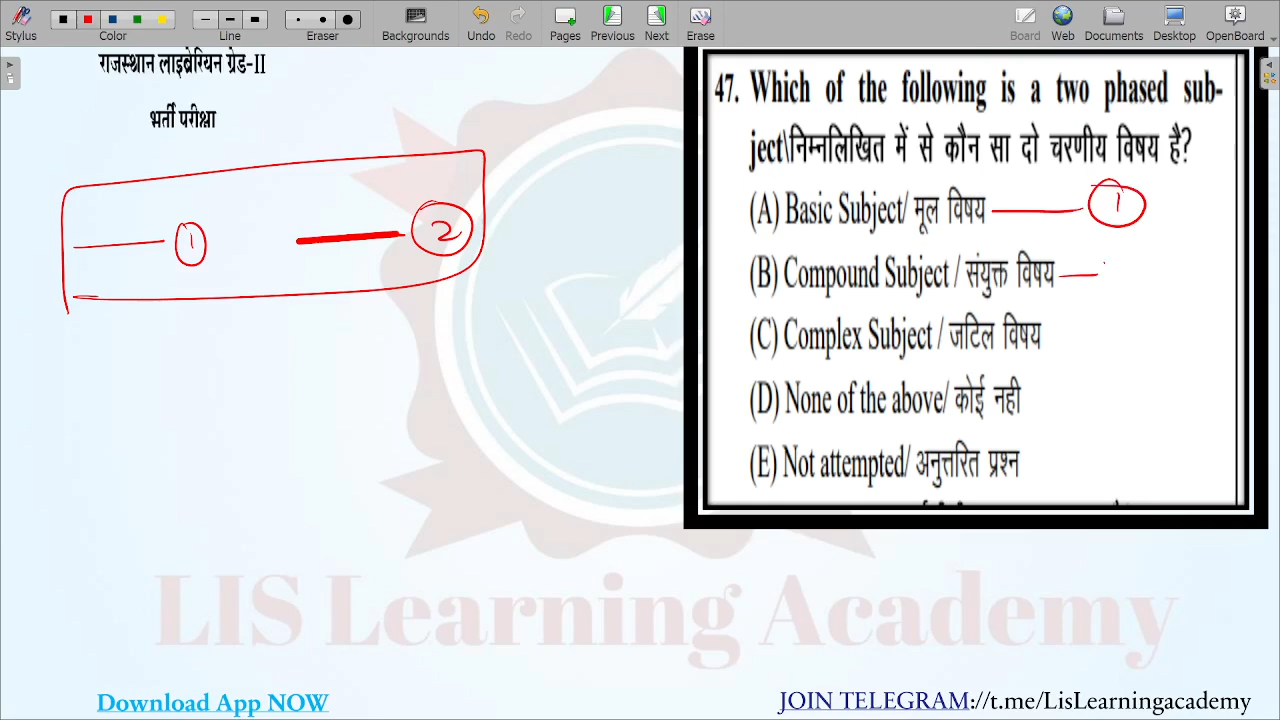 Stylus
Color
Line
Eraser
Backgrounds
Undo
Redo
Pages
Previous
Next
Erase
Board
Web
Documents
Desktop
OpenBoard
राजस्थान लाइब्रेरियन ग्रेड-II
भर्ती परीक्षा
1
2
47. Which of the following is a two phased sub-
ject\निम्नलिखित में से कौन सा दो चरणीय विषय है?
(A) Basic Subject/ मूल विषय 1
(B) Compound Subject / संयुक्त विषय
(C) Complex Subject / जटिल विषय
(D) None of the above/ कोई नही
(E) Not attempted/ अनुत्तरित प्रश्न
LIS Learning Academy
Download App NOW
JOIN TELEGRAM://t.me/LisLearningacademy